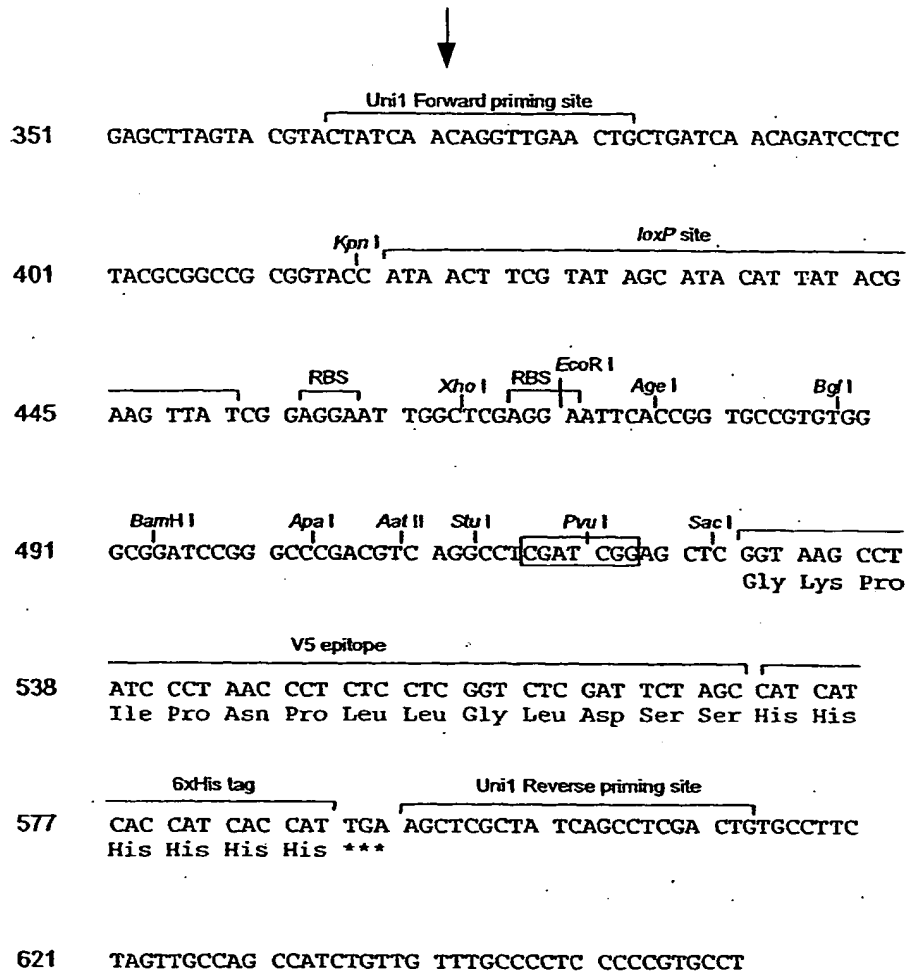 Uni1 Forward priming site
351 GAGCTTAGTA CGTACTATCA ACAGGTTGAA CTGCTGATCA ACAGATCCTC
Kpn I loxP site
401 TACGCGGCCG CGGTACC ATA ACT TCG TAT AGC ATA CAT TAT ACG
RBS Xho I RBS EcoR I Age I Bgl I
445 AAG TTA TCGG AGGAAT TGGCTCGAGG AATTCACCGG TGCCGTGTGG
BamH I Apa I Aat II Stu I Pvu I Sac I
491 GCGGATCCGG GCCCGACGTC AGGCCTCGAT CGGAG CTC GGT AAG CCT
Gly Lys Pro
V5 epitope
538 ATC CCT AAC CCT CTC CTC GGT CTC GAT TCT AGC CAT CAT
Ile Pro Asn Pro Leu Leu Gly Leu Asp Ser Ser His His
6xHis tag Uni1 Reverse priming site
577 CAC CAT CAC CAT TGA AGCTCGCTA TCAGCCTCGA CTGTGCCTTC
His His His His ***
621 TAGTTGCCAG CCATCTGTTG TTTGCCCCTC CCCCGTGCCT